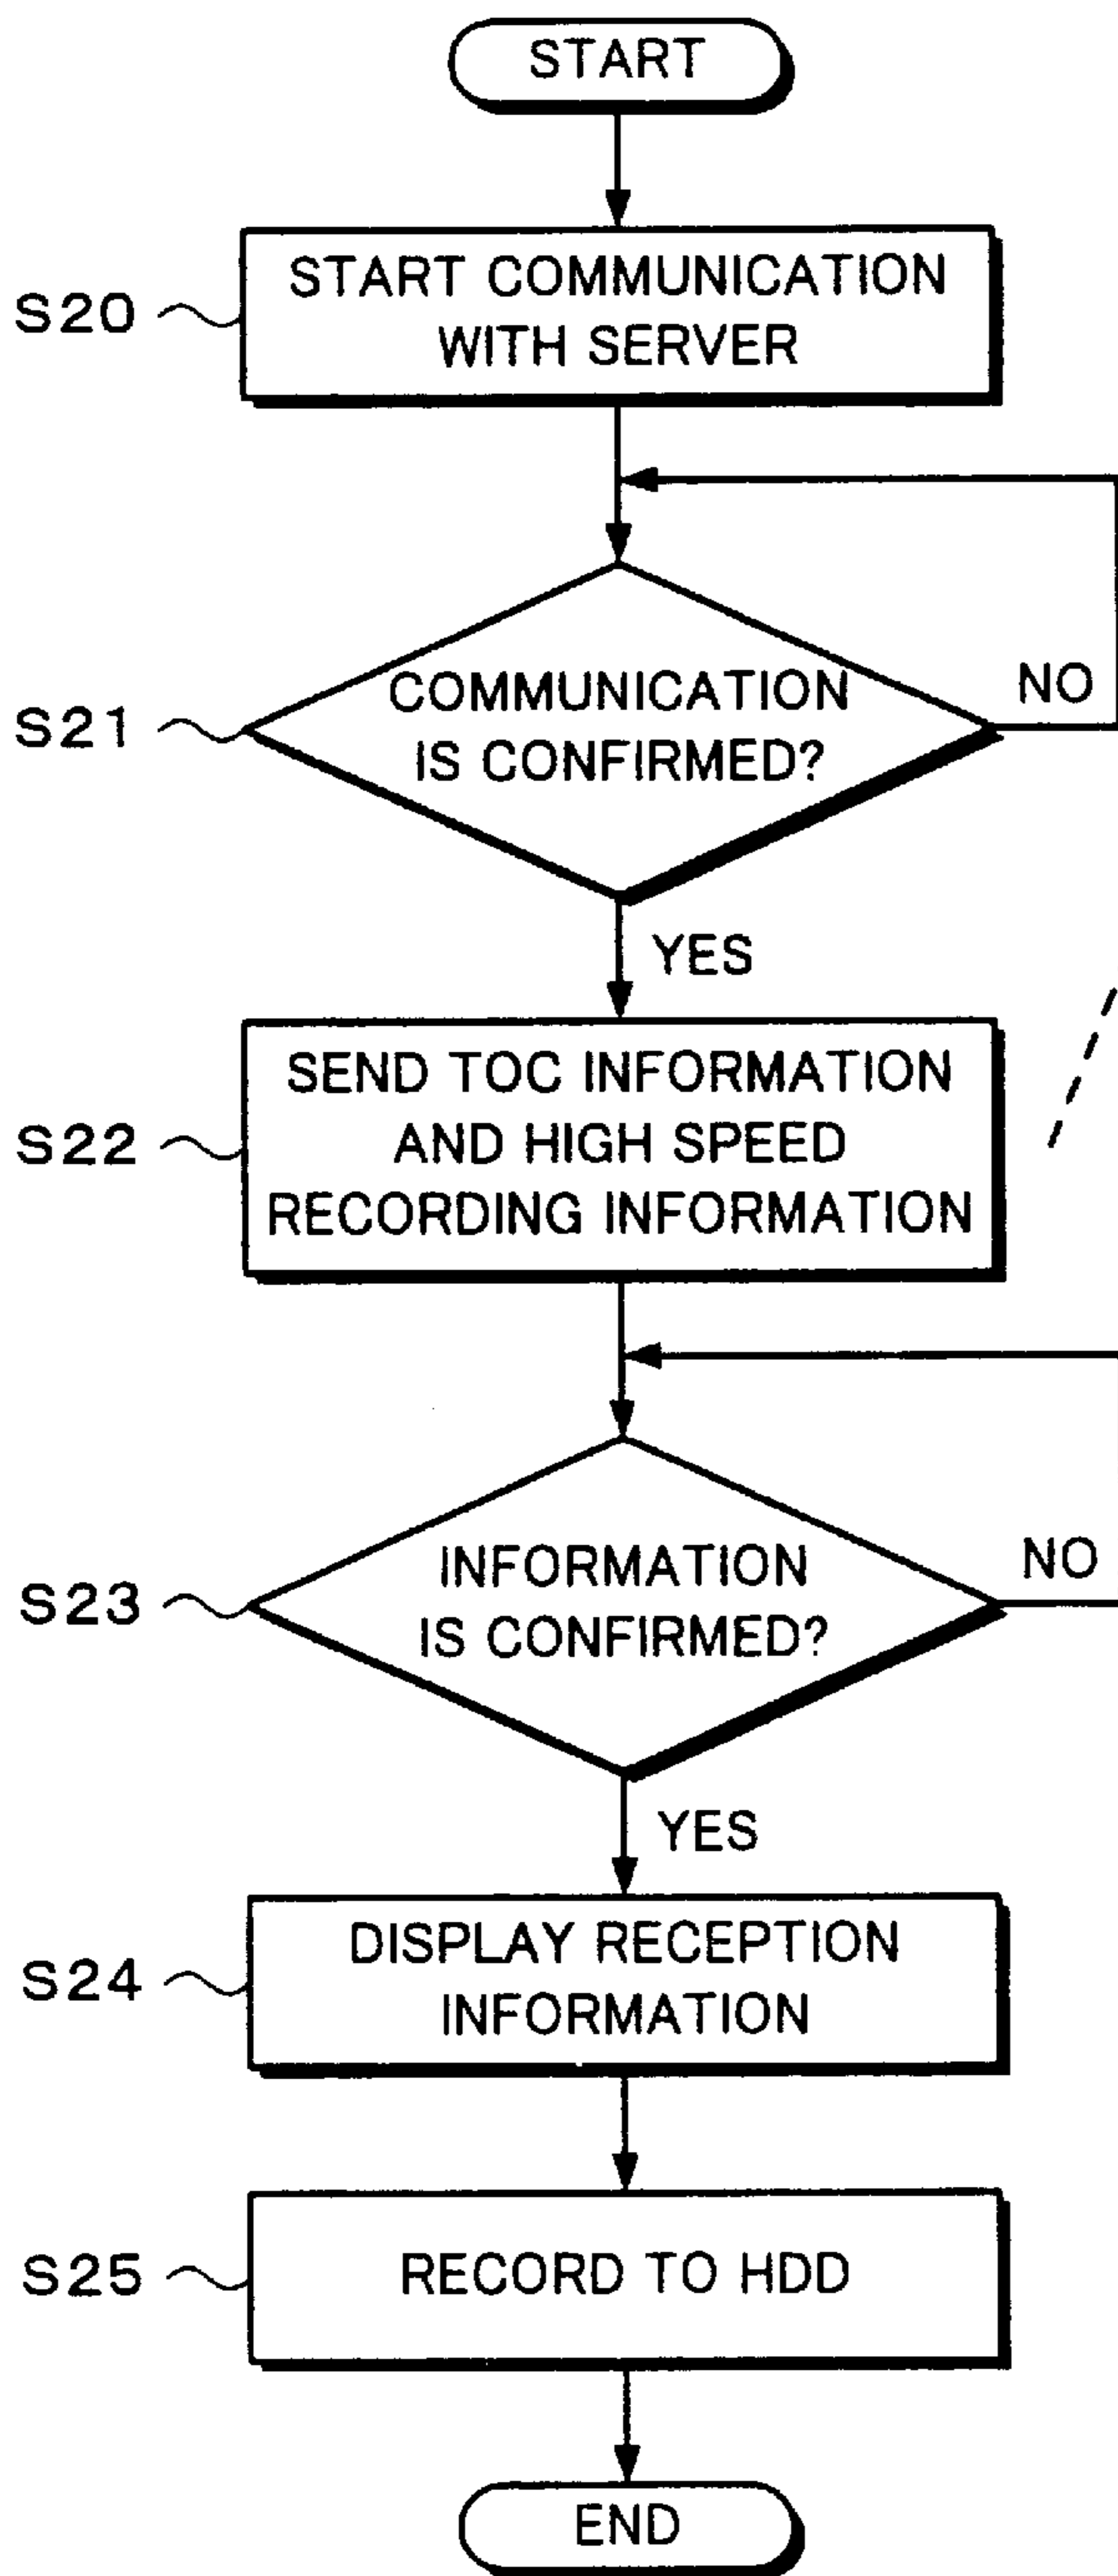 START
S20
START COMMUNICATION
WITH SERVER
S21
COMMUNICATION
IS CONFIRMED?
NO
YES
S22
SEND TOC INFORMATION
AND HIGH SPEED
RECORDING INFORMATION
S23
INFORMATION
IS CONFIRMED?
NO
YES
S24
DISPLAY RECEPTION
INFORMATION
S25
RECORD TO HDD
END